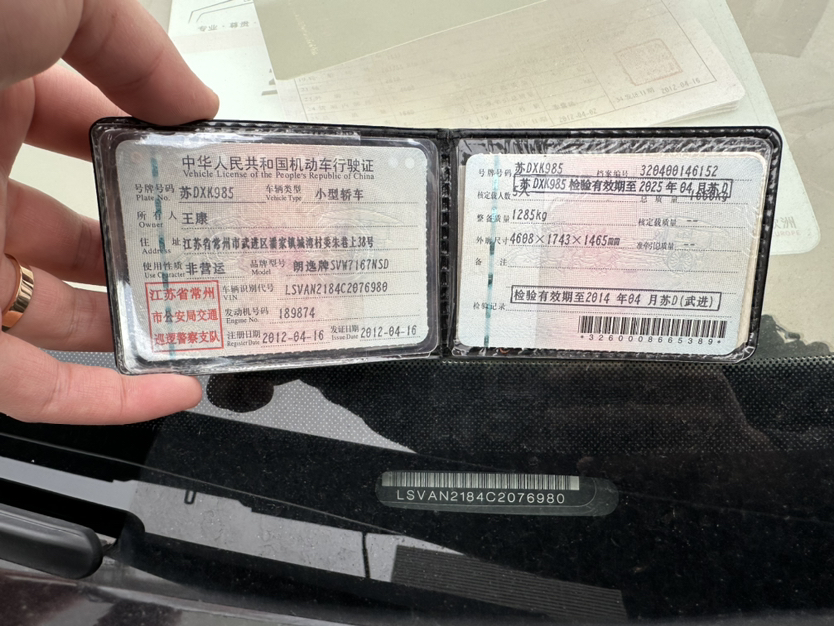 中华人民共和国机动车行驶证
Vehicle License of the People's Republic of China
号牌号码 苏DXK985 车辆类型 小型轿车
Plate No. Vehicle Type
所有人 王康
Owner
住址 江苏省常州市武进区
Address
使用性质 非营运 品牌型号 朗逸牌SVW7167NSD
Use Character Model
江苏省常州
市公安局交通
巡逻警察支队
车辆识别代号 LSVAN2184C2076980
VIN
发动机号码 189874
Engine No.
注册日期 2012-04-16 发证日期 2012-04-16
Register Date Issue Date
号牌号码 苏DXK985 档案编号 320400146152
苏DXK985 检验有效期至 2025 年 04 月苏D
核定载人数 5人 总质量
整备质量 1285kg 核定载质量 --
外廓尺寸 4608×1743×1465mm 准牵引总质量 --
备注
检验记录 检验有效期至2014 年04 月苏D(武进)
*3260008665389*
LSVAN2184C2076980
2012-04-16